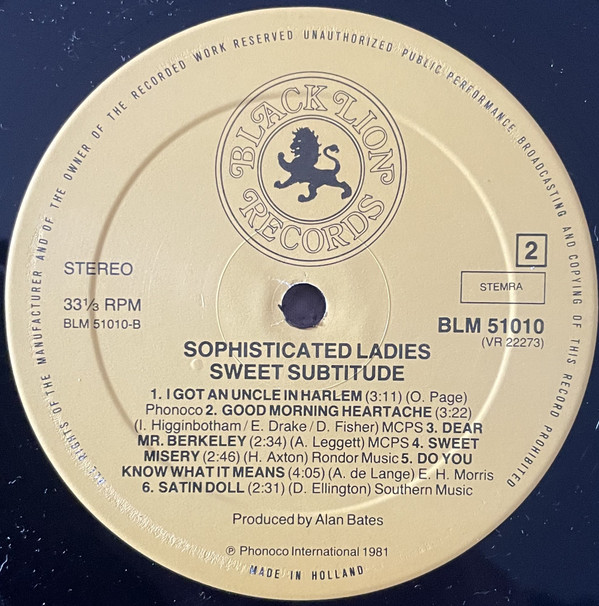 ALL RIGHTS OF THE MANUFACTURER AND OF THE OWNER OF THE RECORDED WORK RESERVED UNAUTHORIZED PUBLIC PERFORMANCE, BROADCASTING AND COPYING OF THIS RECORD PROHIBITED
BLACK LION
RECORDS
STEREO
33⅓ RPM
BLM 51010-B
2
STEMRA
BLM 51010
(VR 22273)
SOPHISTICATED LADIES
SWEET SUBTITUDE
1. I GOT AN UNCLE IN HARLEM (3:11) (O. Page)
Phonoco 2. GOOD MORNING HEARTACHE (3:22)
(I. Higginbotham / E. Drake / D. Fisher) MCPS 3. DEAR
MR. BERKELEY (2:34) (A. Leggett) MCPS 4. SWEET
MISERY (2:46) (H. Axton) Rondor Music 5. DO YOU
KNOW WHAT IT MEANS (4:05) (A. de Lange) E. H. Morris
6. SATIN DOLL (2:31) (D. Ellington) Southern Music
Produced by Alan Bates
℗ Phonoco International 1981
MADE IN HOLLAND